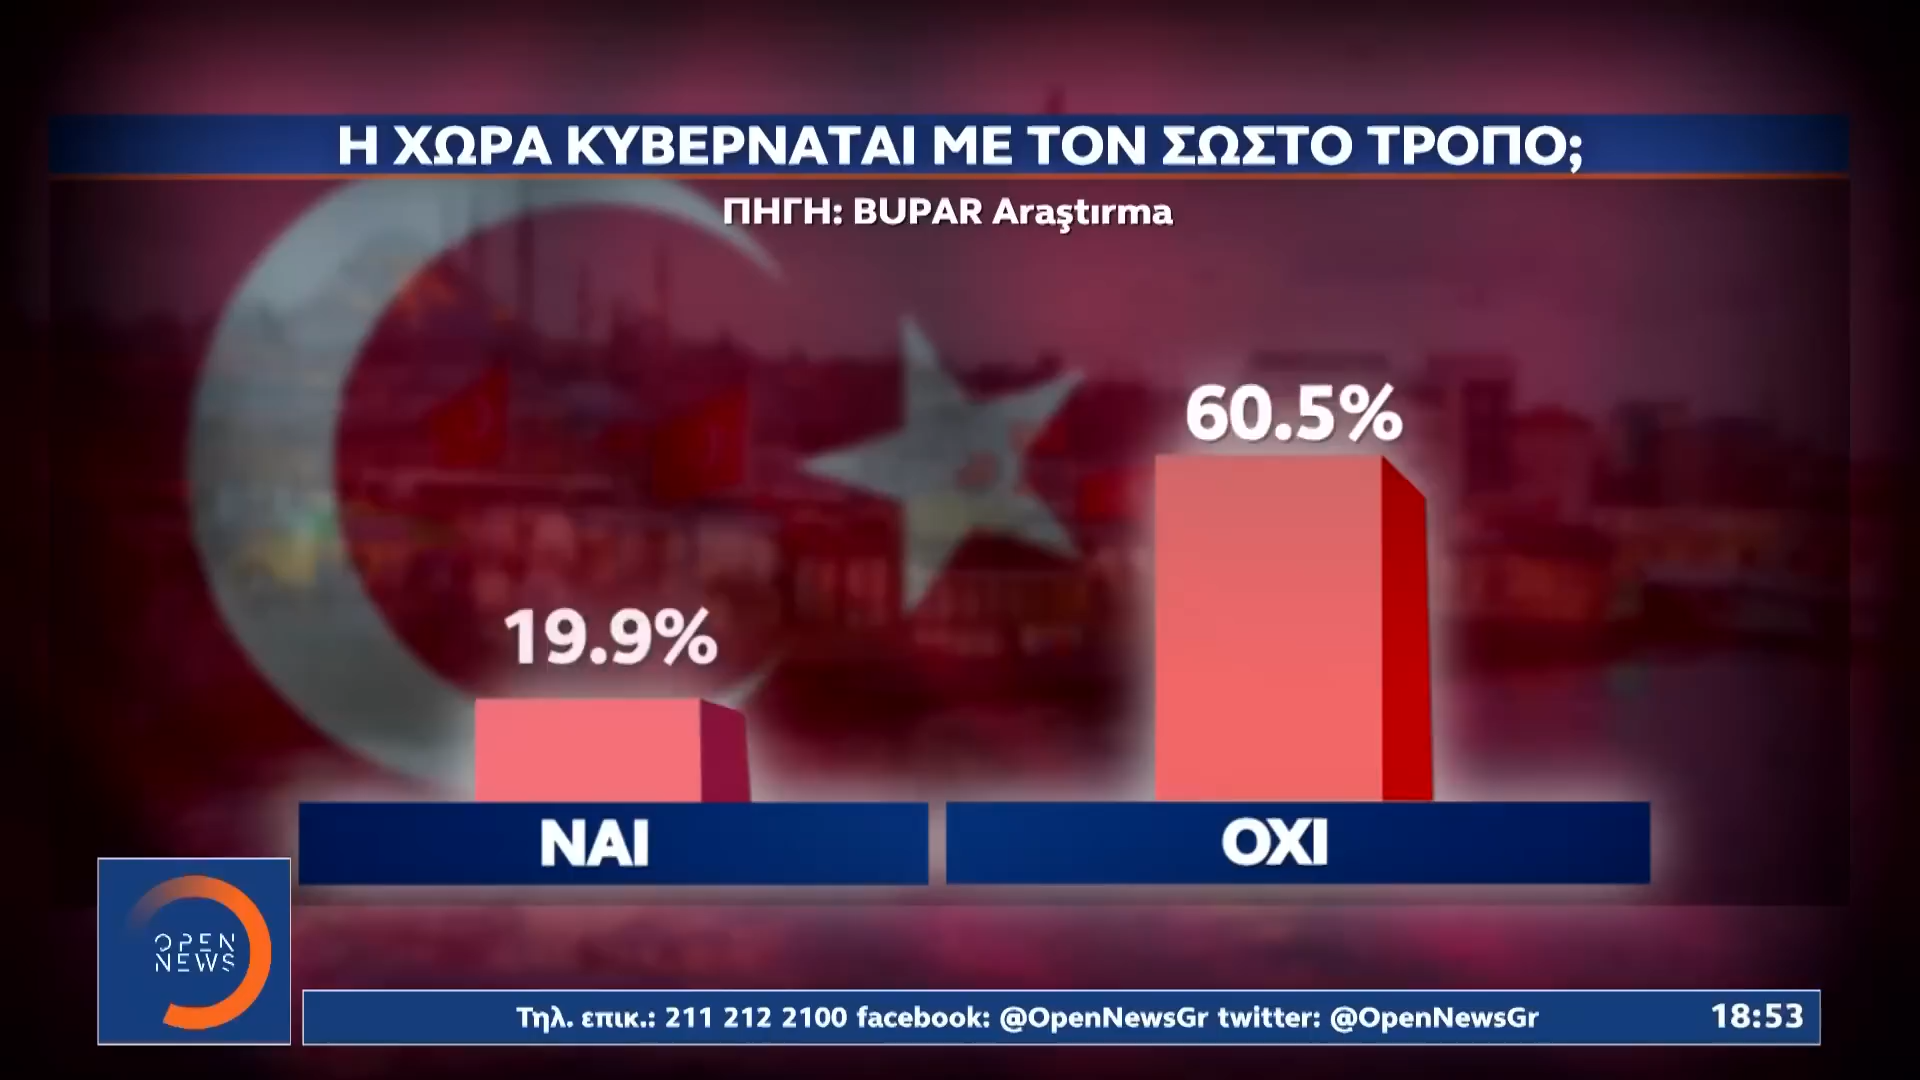 Η ΧΩΡΑ ΚΥΒΕΡΝΑΤΑΙ ΜΕ ΤΟΝ ΣΩΣΤΟ ΤΡΟΠΟ;
ΠΗΓΗ: BUPAR Araştırma
60.5%
19.9%
ΝΑΙ
ΟΧΙ
OPEN
NEWS
Τηλ. επικ.: 211 212 2100 facebook: @OpenNewsGr twitter: @OpenNewsGr
18:53